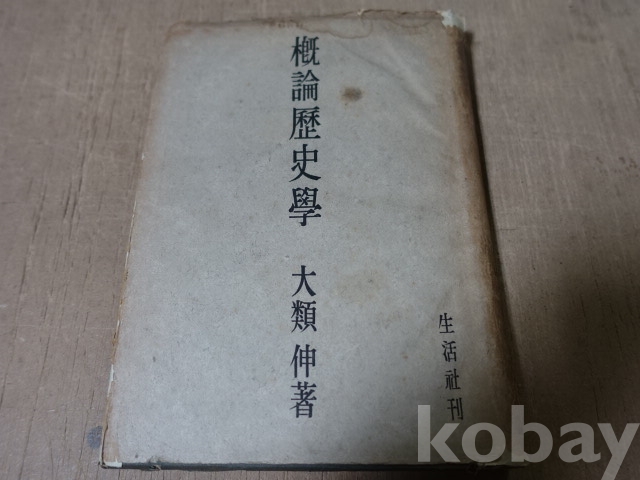 概論歷史學
大類 伸著
生活社刊
kobay